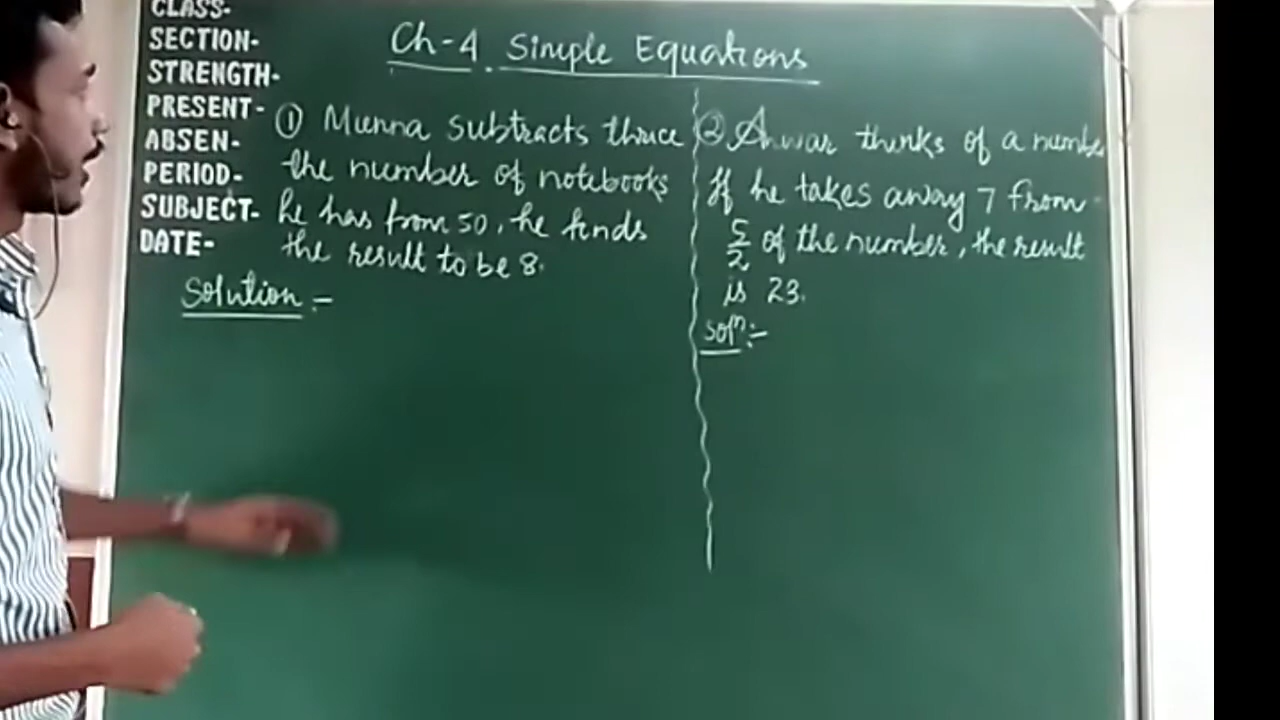 CLASS-
SECTION-
STRENGTH-
PRESENT-
ABSEN-
PERIOD-
SUBJECT-
DATE-
Ch-4 Simple Equations
① Munna subtracts thrice
the number of notebooks
he has from 50, he finds
the result to be 8.
Solution :-
② Anwar thinks of a numbe
If he takes away 7 from
5/2 of the number, the result
is 23.
Solⁿ:-